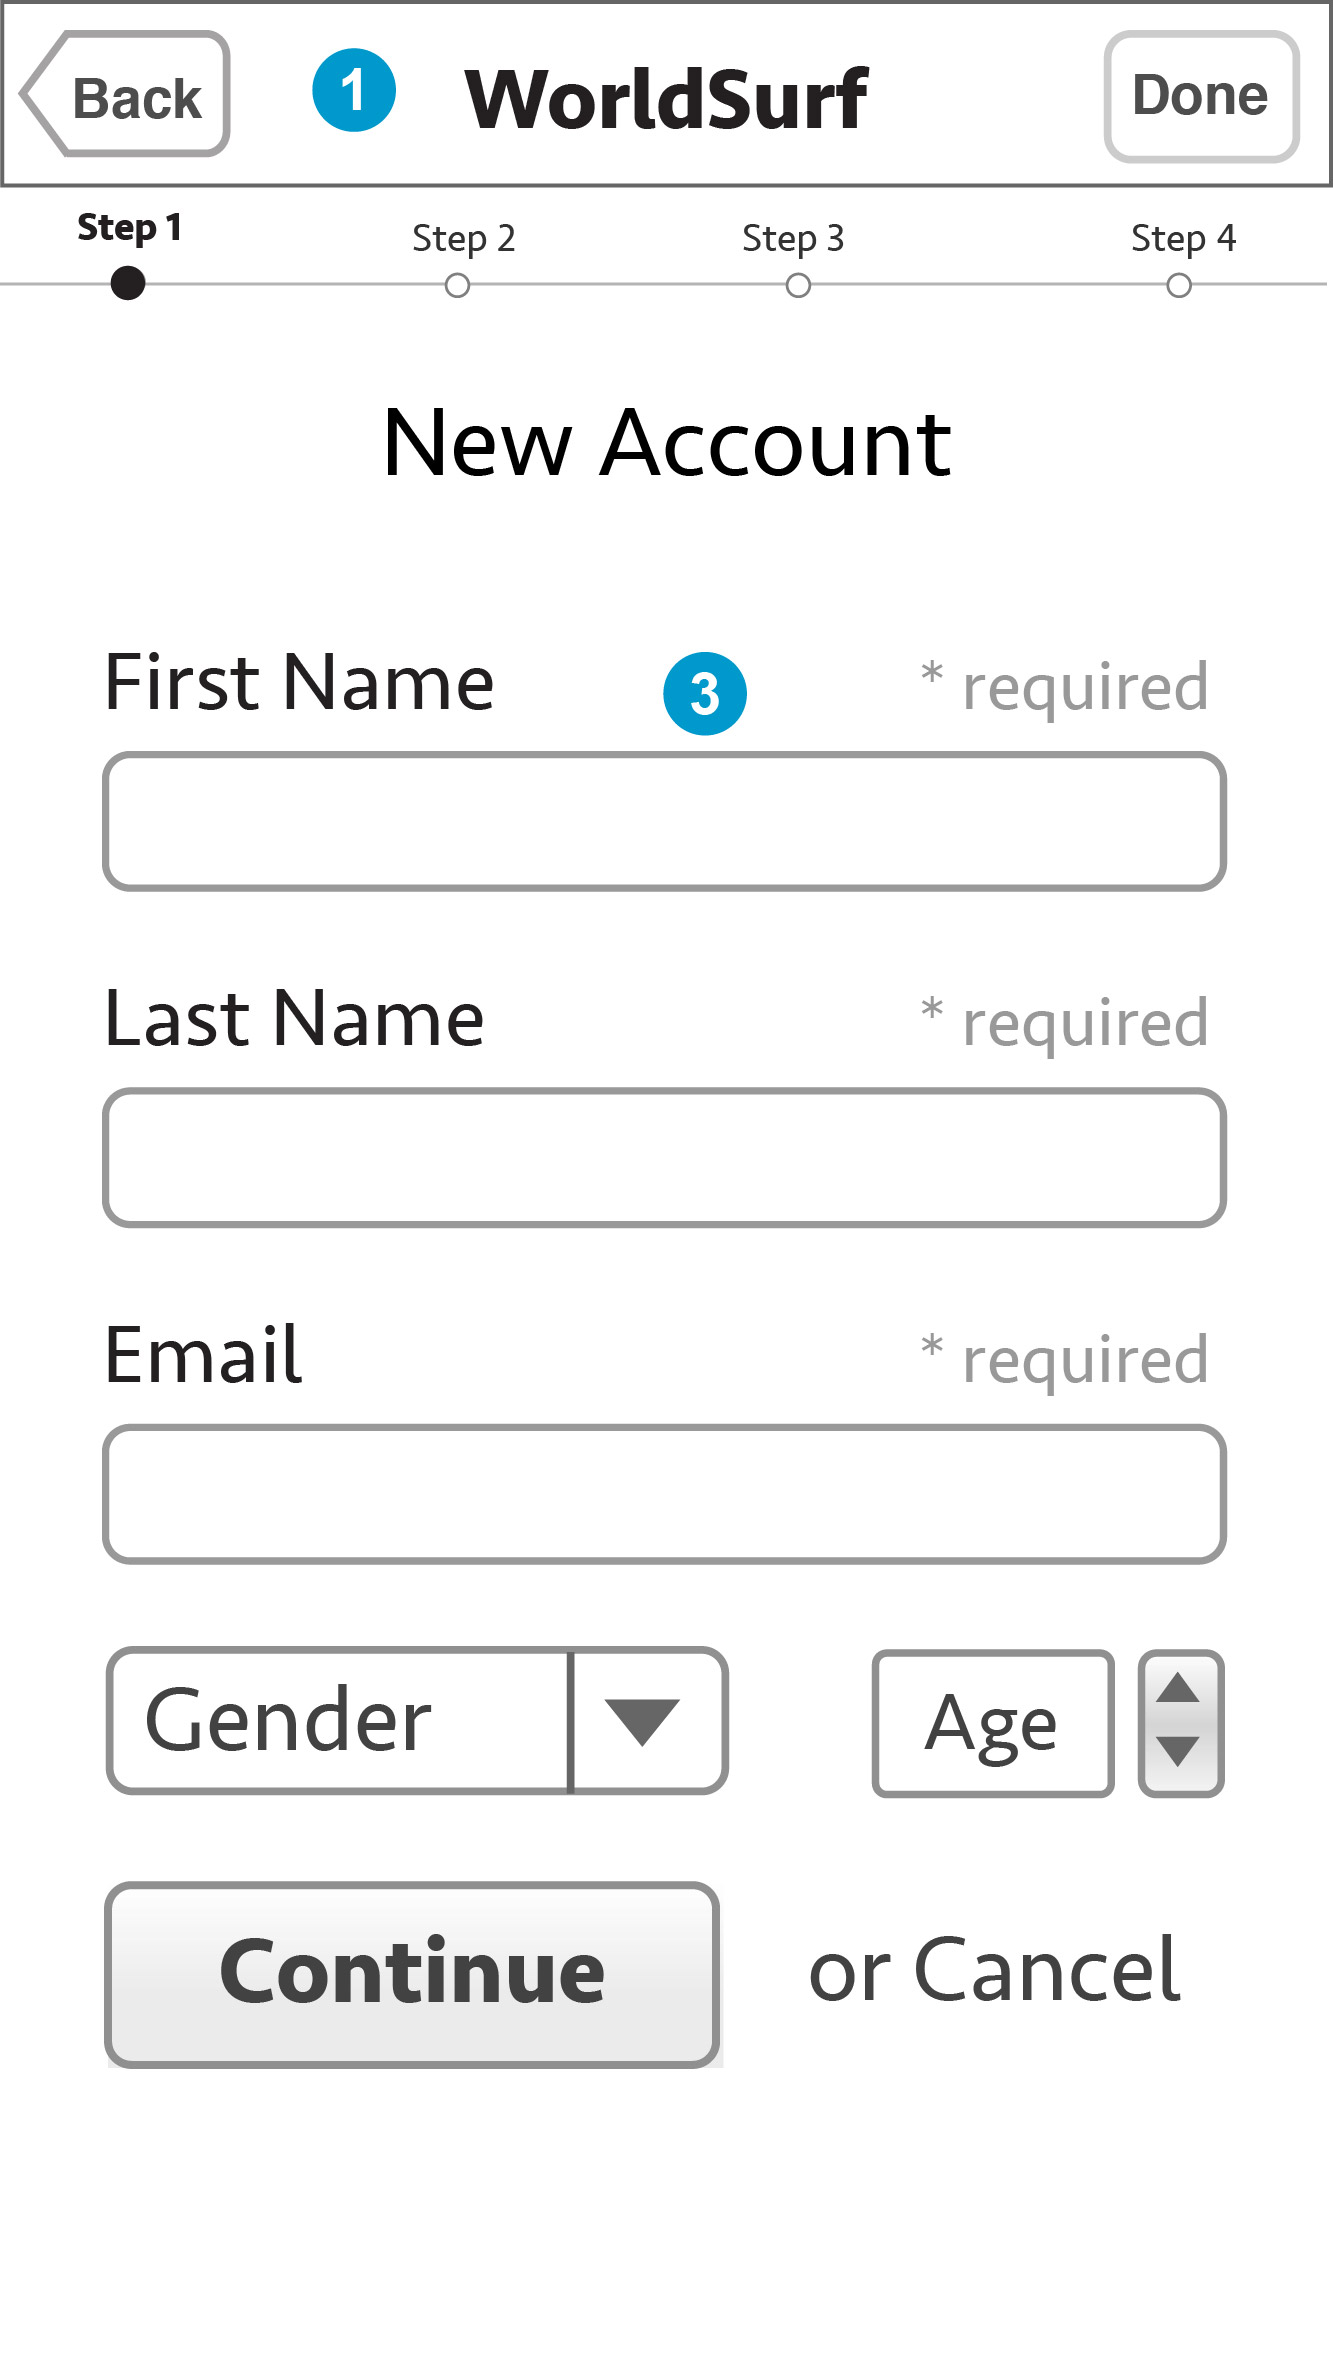 Back 1 WorldSurf Done
Step 1 Step 2 Step 3 Step 4
New Account
First Name 3 * required
Last Name * required
Email * required
Gender Age
Continue or Cancel